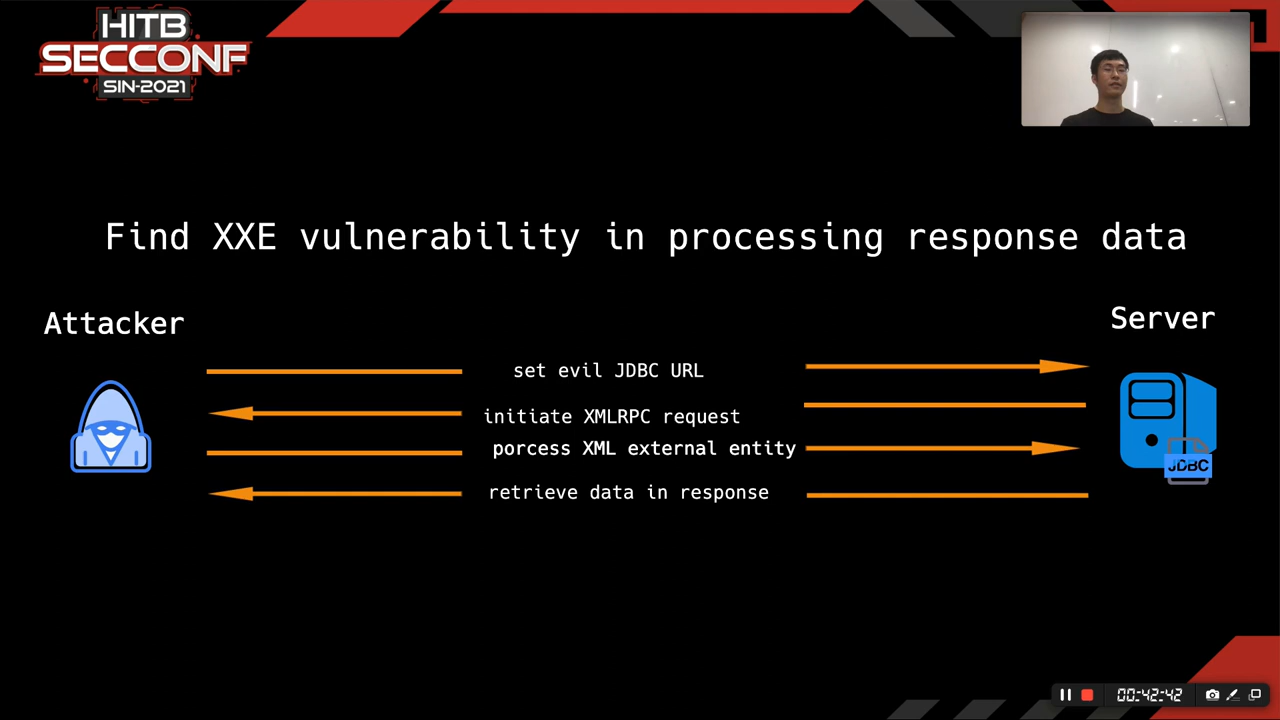 HITB
SECCONF
SIN-2021
Find XXE vulnerability in processing response data
Attacker
Server
set evil JDBC URL
initiate XMLRPC request
porcess XML external entity
retrieve data in response
JDBC
00:42:42